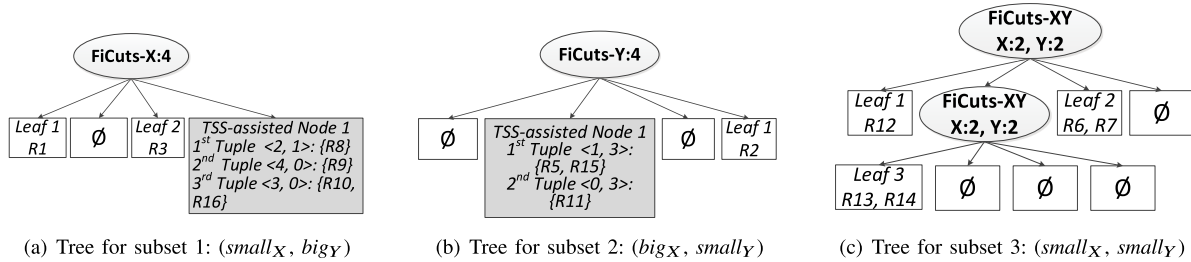 FiCuts-X:4
Leaf 1
R1
Ø
Leaf 2
R3
TSS-assisted Node 1
1st Tuple <2, 1>: {R8}
2nd Tuple <4, 0>: {R9}
3rd Tuple <3, 0>: {R10,
R16}
(a) Tree for subset 1: (smallX, bigY)
FiCuts-Y:4
Ø
TSS-assisted Node 1
1st Tuple <1, 3>:
{R5, R15}
2nd Tuple <0, 3>:
{R11}
Ø
Leaf 1
R2
(b) Tree for subset 2: (bigX, smallY)
FiCuts-XY
X:2, Y:2
Leaf 1
R12
FiCuts-XY
X:2, Y:2
Leaf 2
R6, R7
Ø
Leaf 3
R13, R14
Ø
Ø
Ø
(c) Tree for subset 3: (smallX, smallY)